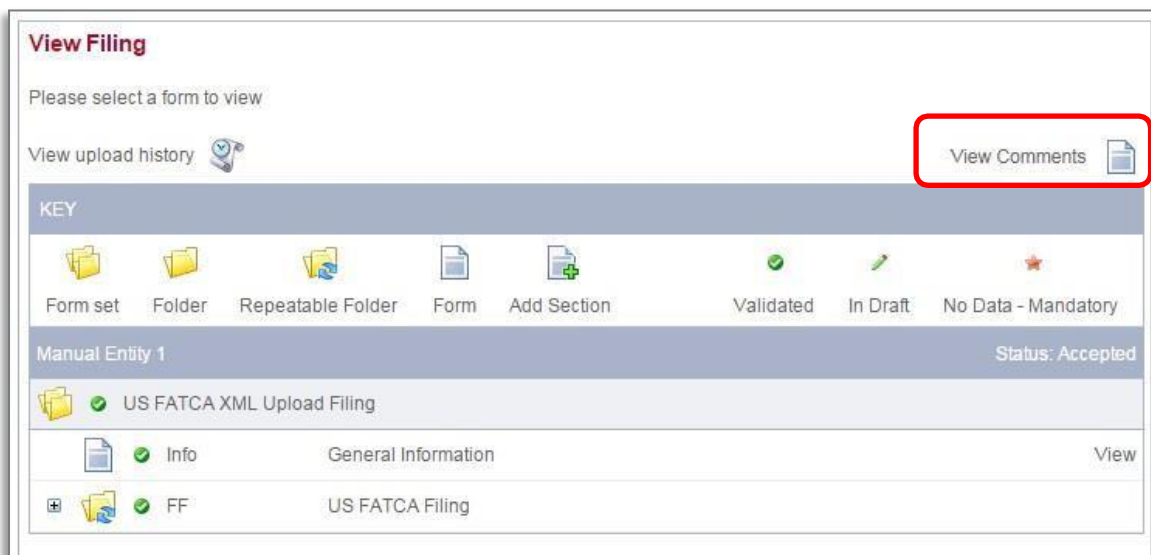 View Filing
Please select a form to view
View upload history View Comments
KEY
Form set Folder Repeatable Folder Form Add Section Validated In Draft No Data - Mandatory
Manual Entity 1 Status: Accepted
US FATCA XML Upload Filing
Info General Information View
FF US FATCA Filing